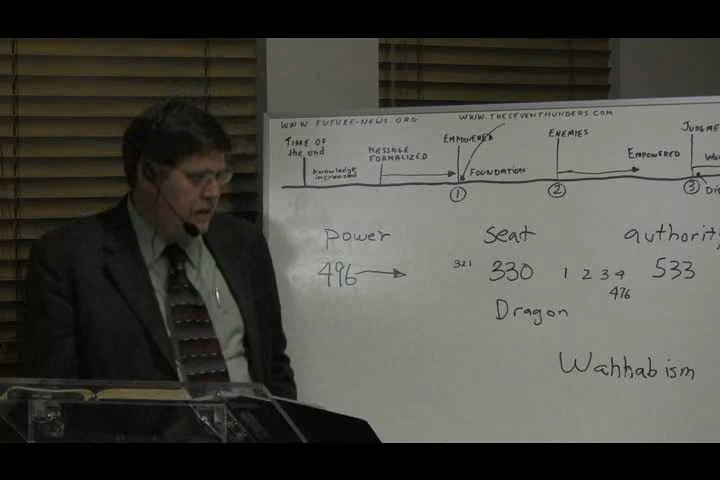 WWW.FUTURE-NEWS.ORG
WWW.THESEVENTHUNDERS.COM
TIME OF the end
knowledge increased
MESSAGE FORMALIZED
EMPOWERED
FOUNDATION
ENEMIES
EMPOWERED
JUDGME
1 2 3
power seat authority
496 321 330 1 2 3 4 533
476
Dragon
Wahhabism